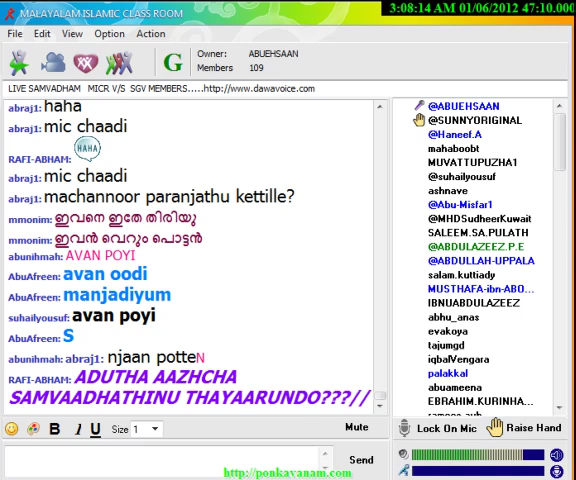 MALAYALAM ISLAMIC CLASS ROOM
3:08:14 AM 01/06/2012 47:10.000
File Edit View Option Action
G
Owner: ABUEHSAAN
Members 109
LIVE SAMVADHAM MICR V/S SGV MEMBERS.....http://www.dawavoice.com
abraj1: haha
abraj1: mic chaadi
HAHA
RAFI-ABHAM:
abraj1: mic chaadi
abraj1: machannoor paranjathu kettille?
mmonim: ഇവനെ ഇതേ തിരിയൂ
mmonim: ഇവൻ വെറും പൊട്ടൻ
abunihmah: AVAN POYI
AbuAfreen: avan oodi
AbuAfreen: manjadiyum
suhailyousuf: avan poyi
AbuAfreen: S
abunihmah: abraj1: njaan potteN
RAFI-ABHAM: ADUTHA AAZHCHA
SAMVAADHATHINU THAYAARUNDO???//
B I U Size 1
Mute
Send
@ABUEHSAAN
@SUNNYORIGINAL
@Haneef.A
mahaboobt
MUVATTUPUZHA1
@suhailyousuf
ashnave
@Abu-Misfar1
@MHDSudheerKuwait
SALEEM.SA.PULATH
@ABDULAZEEZ.P.E
@ABDULLAH-UPPALA
salam.kuttiady
MUSTHAFA-ibn-ABO...
IBNUABDULAZEEZ
abhu_anas
evakoya
tajumgd
iqbalVengara
palakkal
abuameena
EBRAHIM.KURINHA...
Lock On Mic Raise Hand
http://ponkavanam.com